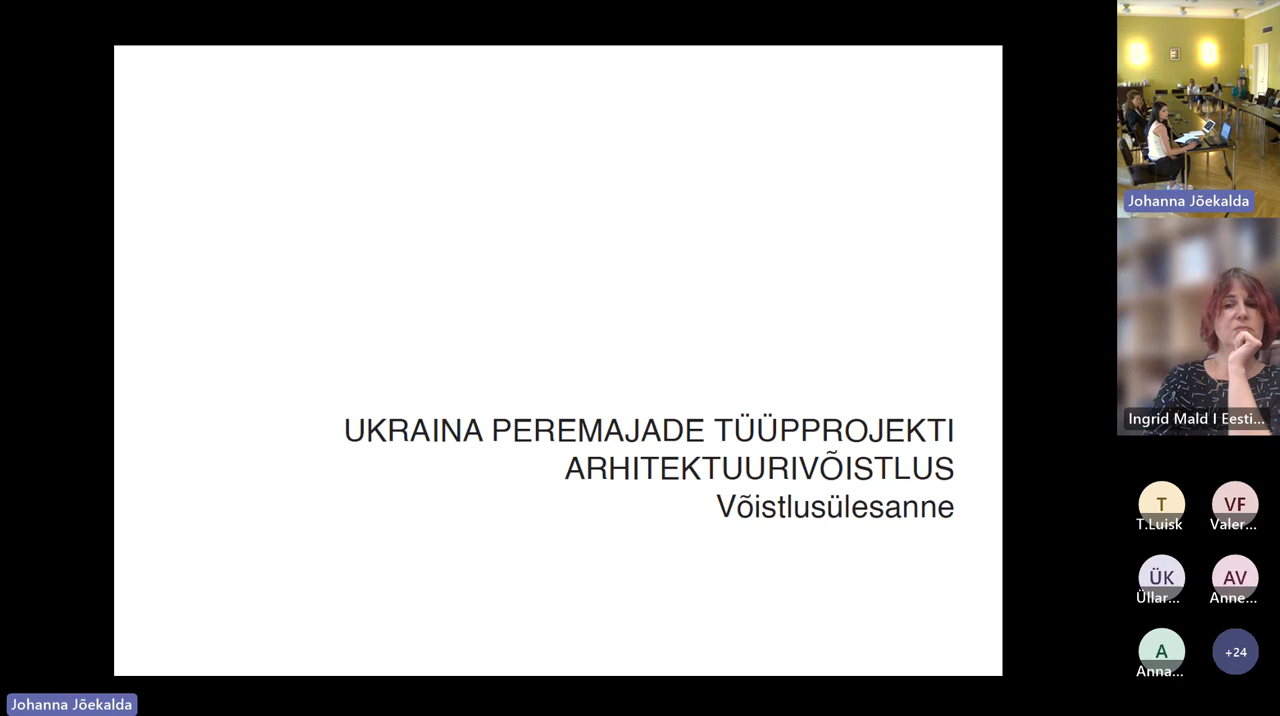 UKRAINA PEREMAJADE TÜÜPPROJEKTI
ARHITEKTUURIVÕISTLUS
Võistlusülesanne
Johanna Jõekalda
Ingrid Mald I Eesti...
T
T.Luisk
VF
Valer...
ÜK
Üllar...
AV
Anne...
A
Anna...
+24
Johanna Jõekalda